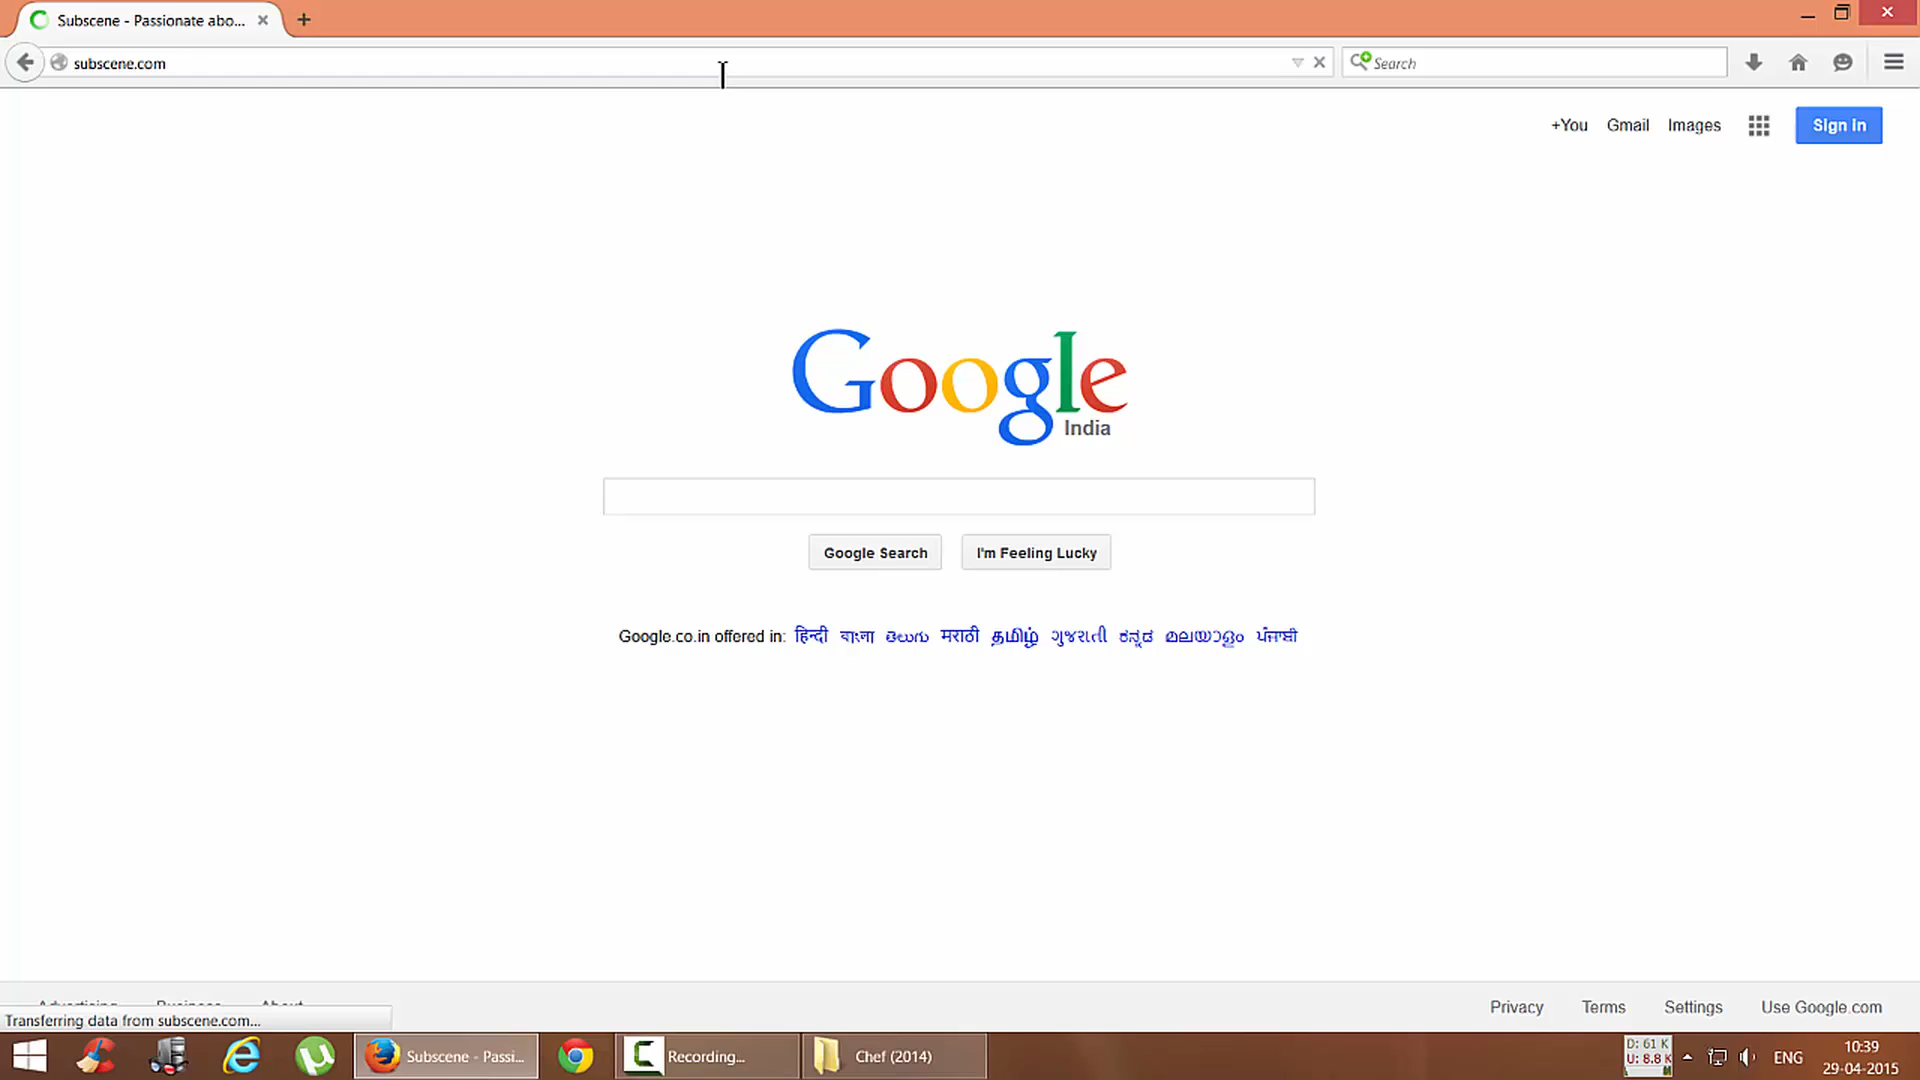 Subscene - Passionate abo...
subscene.com
Search
+You Gmail Images Sign in
Google
India
Google Search I'm Feeling Lucky
Google.co.in offered in: हिन्दी বাংলা తెలుగు मराठी தமிழ் ગુજરાતી ಕನ್ನಡ മലയാളം ਪੰਜਾਬੀ
Advertising Business About
Privacy Terms Settings Use Google.com
Transferring data from subscene.com...
Subscene - Passi... Recording... Chef (2014)
D: 61 K
U: 8.8 K
ENG
10:39
29-04-2015